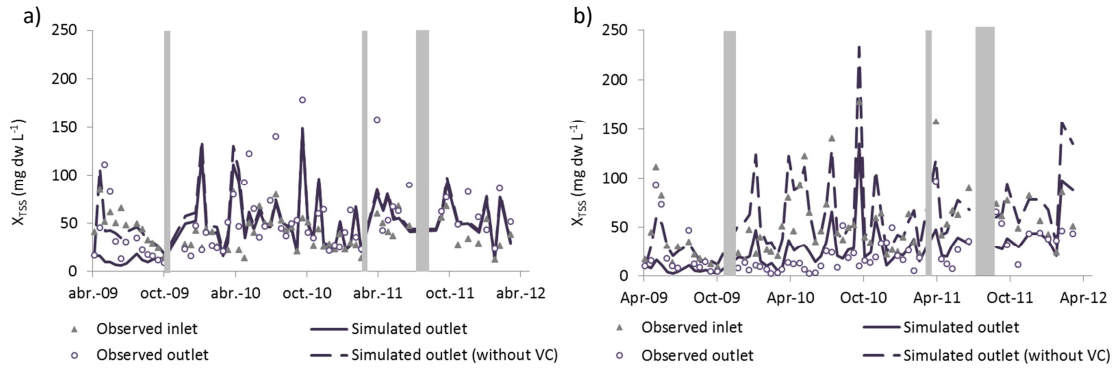 a)
250
200
150
100
50
0
X_TSS (mg dw L⁻¹)
abr.-09 oct.-09 abr.-10 oct.-10 abr.-11 oct.-11 abr.-12
Observed inlet Simulated outlet
Observed outlet Simulated outlet (without VC)
b)
250
200
150
100
50
0
X_TSS (mg dw L⁻¹)
Apr-09 Oct-09 Apr-10 Oct-10 Apr-11 Oct-11 Apr-12
Observed inlet Simulated outlet
Observed outlet Simulated outlet (without VC)